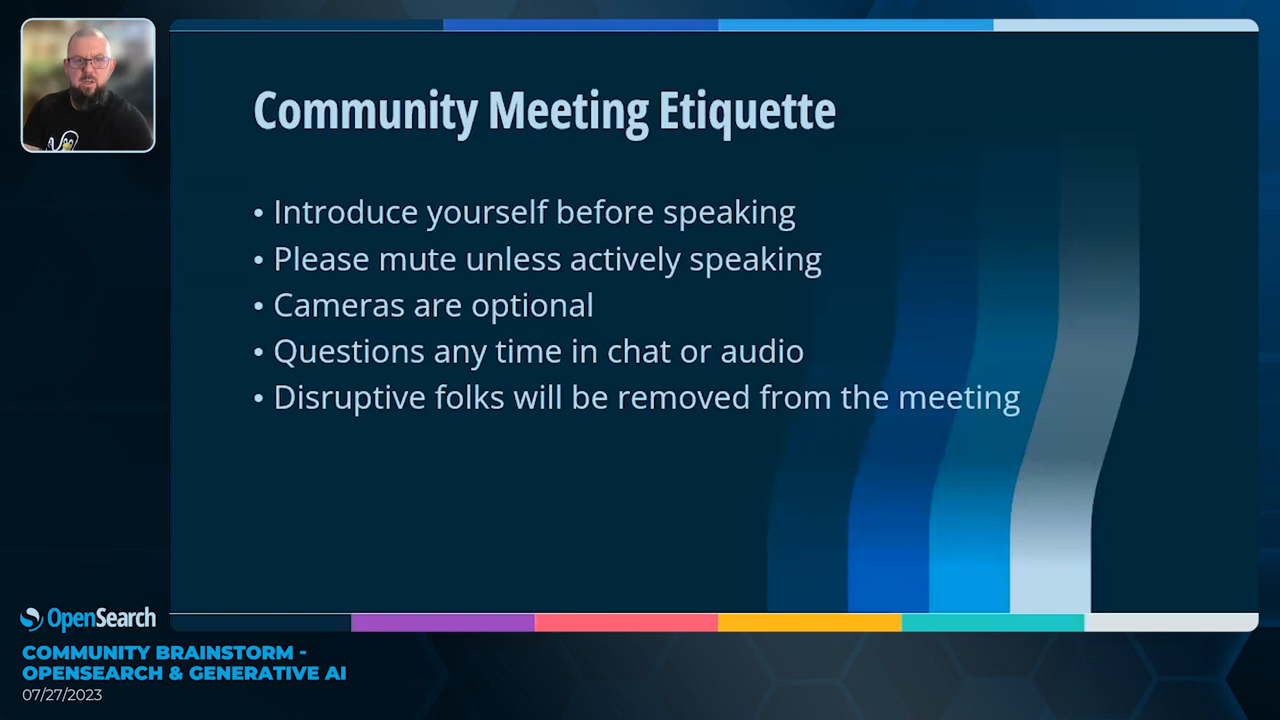 Community Meeting Etiquette
• Introduce yourself before speaking
• Please mute unless actively speaking
• Cameras are optional
• Questions any time in chat or audio
• Disruptive folks will be removed from the meeting
OpenSearch
COMMUNITY BRAINSTORM -
OPENSEARCH & GENERATIVE AI
07/27/2023